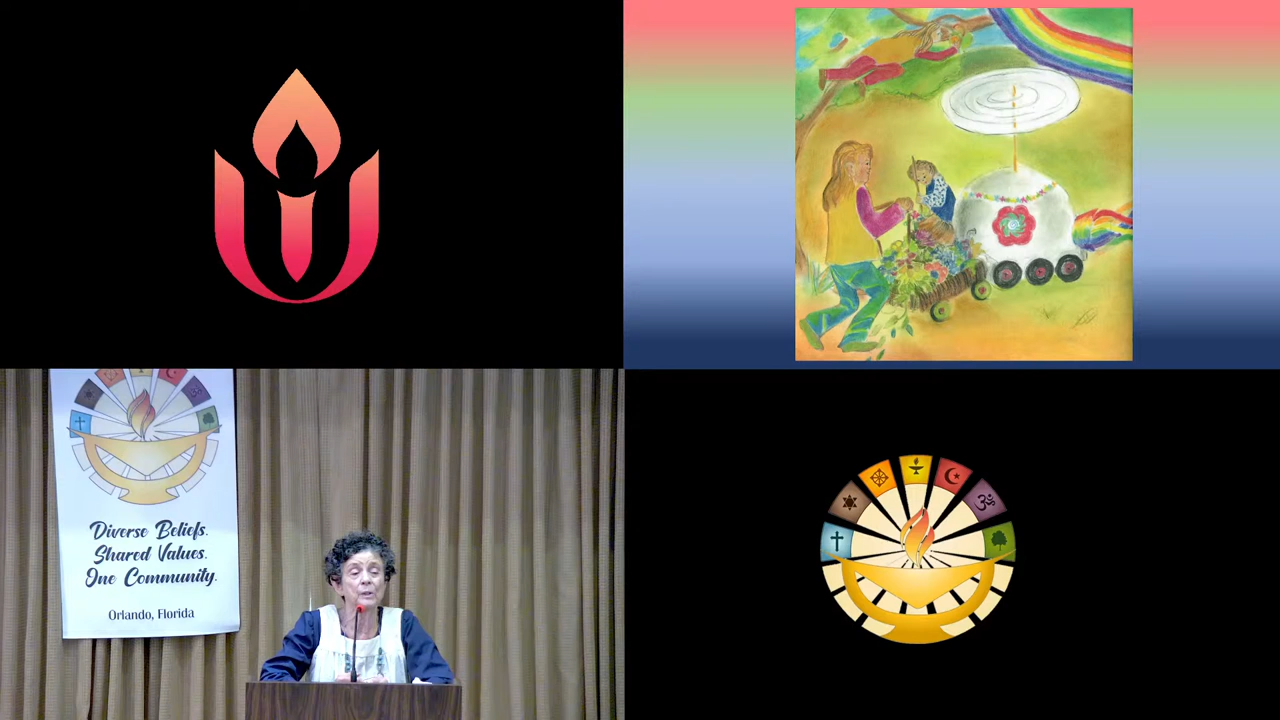 Diverse Beliefs.
Shared Values.
One Community.
Orlando, Florida